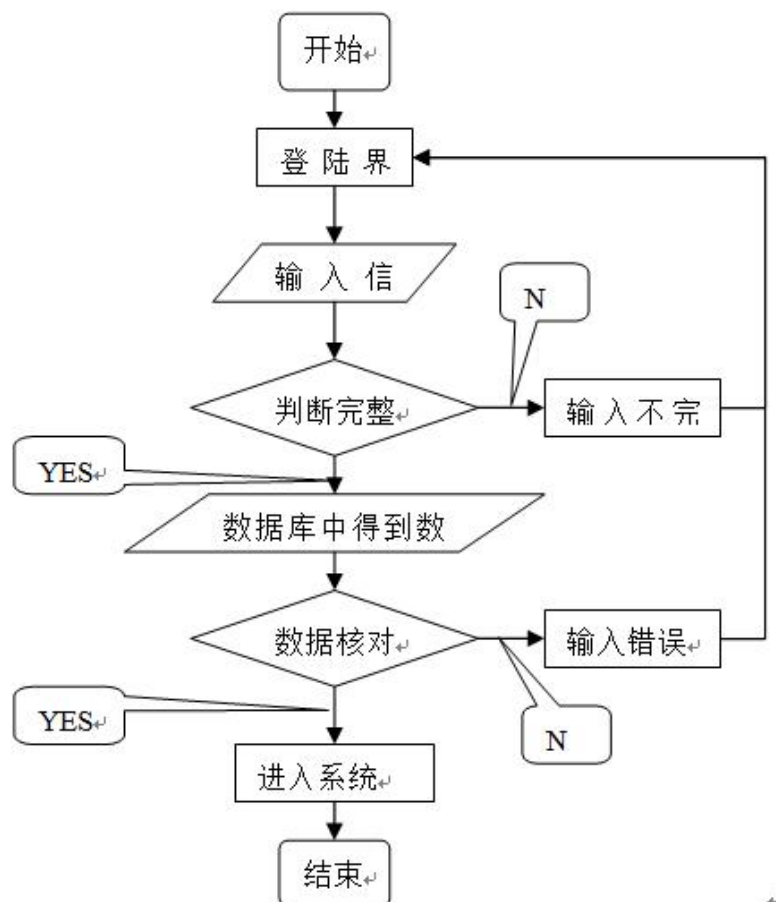 开始
登陆界
输入信
N
判断完整
输入不完
YES
数据库中得到数
数据核对
输入错误
YES
N
进入系统
结束